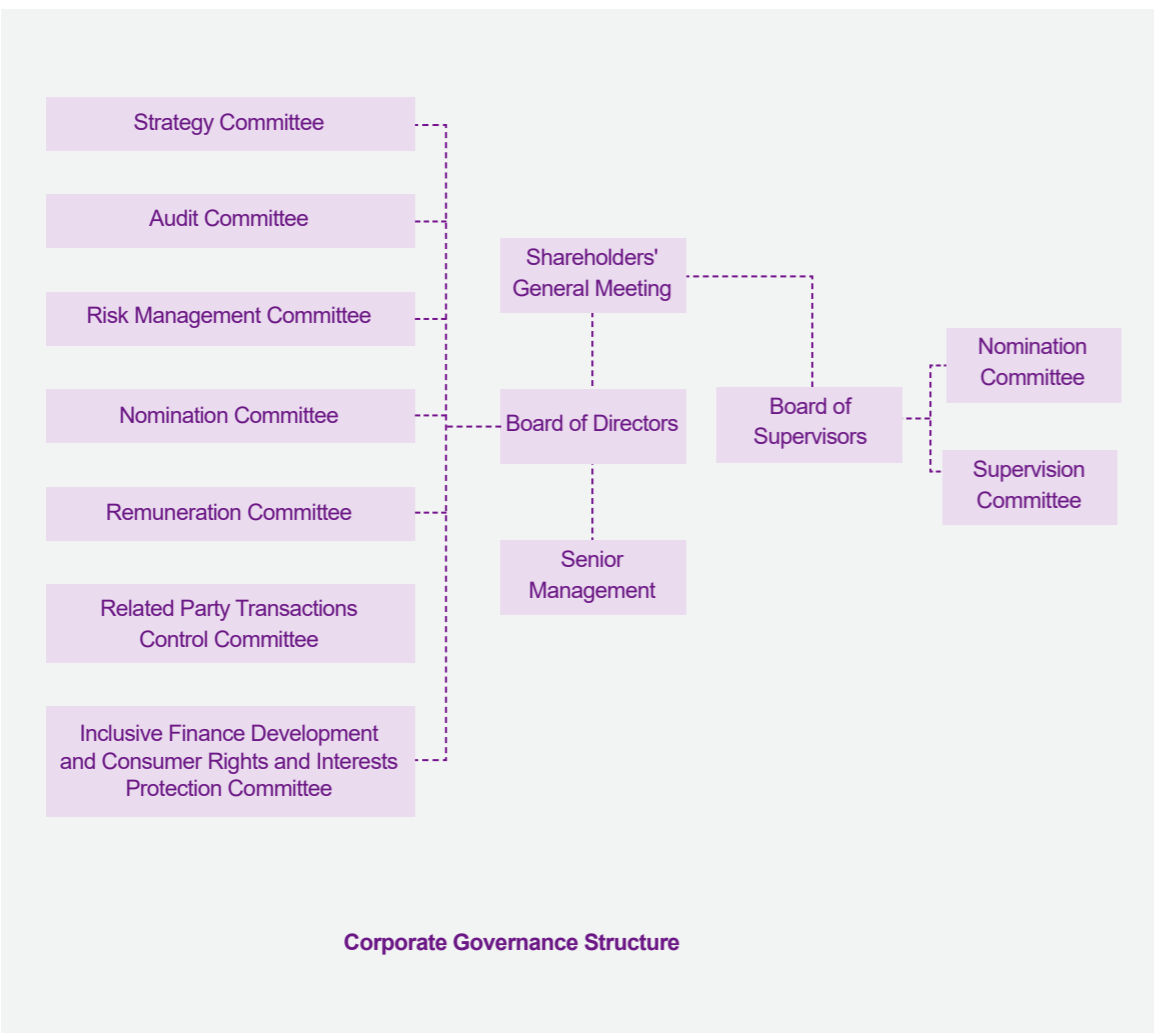 Strategy Committee
Audit Committee
Risk Management Committee
Nomination Committee
Remuneration Committee
Related Party Transactions
Control Committee
Inclusive Finance Development
and Consumer Rights and Interests
Protection Committee
Shareholders'
General Meeting
Board of Directors
Senior
Management
Board of
Supervisors
Nomination
Committee
Supervision
Committee
Corporate Governance Structure